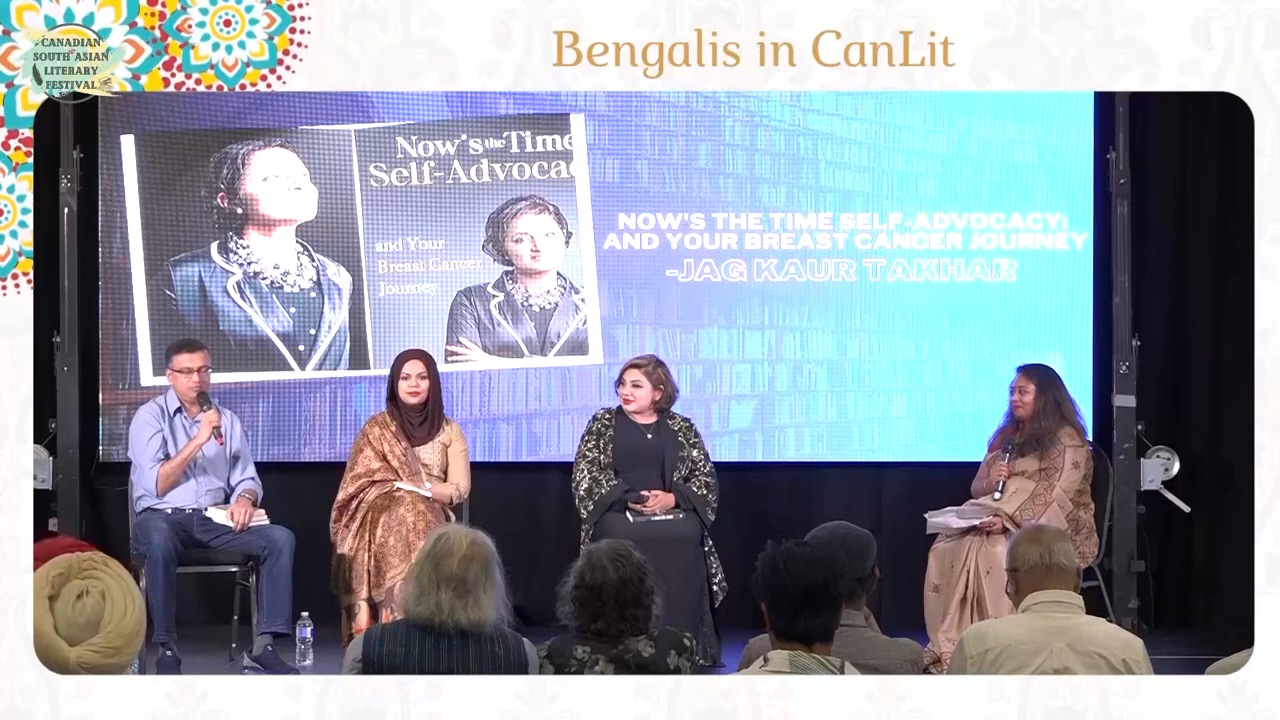 CANADIAN
SOUTH ASIAN
LITERARY
FESTIVAL
Bengalis in CanLit
Now's the Time
Self-Advocac
and Your
Breast Cancer
Journey
NOW'S THE TIME SELF-ADVOCACY:
AND YOUR BREAST CANCER JOURNEY
-JAG KAUR TAKHAR